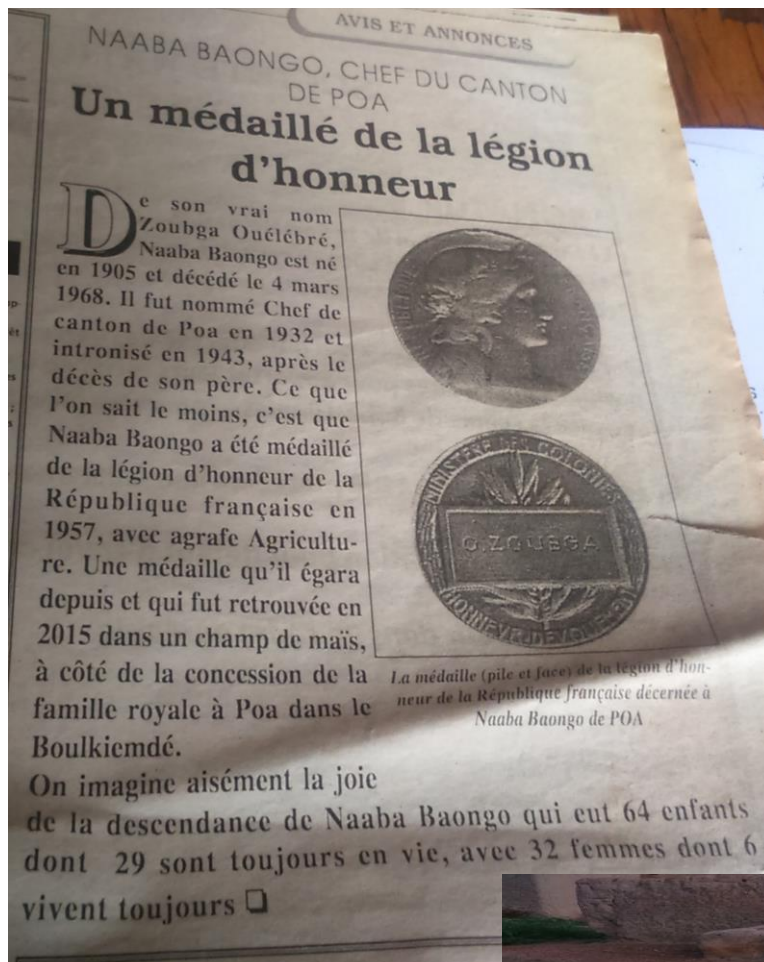 AVIS ET ANNONCES
NAABA BAONGO, CHEF DU CANTON
DE POA
Un médaillé de la légion
d'honneur
De son vrai nom
Zoubga Ouélébré,
Naaba Baongo est né
en 1905 et décédé le 4 mars
1968. Il fut nommé Chef de
canton de Poa en 1932 et
intronisé en 1943, après le
décès de son père. Ce que
l'on sait le moins, c'est que
Naaba Baongo a été médaillé
de la légion d'honneur de la
République française en
1957, avec agrafe Agricultu-
re. Une médaille qu'il égara
depuis et qui fut retrouvée en
2015 dans un champ de maïs,
à côté de la concession de la
famille royale à Poa dans le
Boulkiemdé.
On imagine aisément la joie
de la descendance de Naaba Baongo qui eut 64 enfants
dont 29 sont toujours en vie, avec 32 femmes dont 6
vivent toujours
MINISTERE DES COLONIES
O.ZOUBGA
La médaille (pile et face) de la légion d'hon-
neur de la République française décernée à
Naaba Baongo de POA